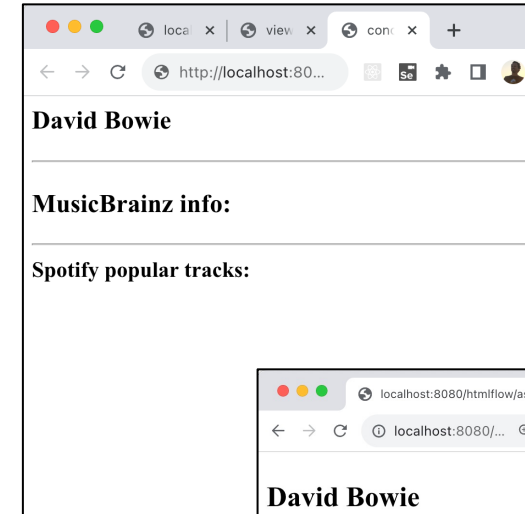 loca
view
conc
http://localhost:80...
Se
David Bowie
MusicBrainz info:
Spotify popular tracks:
localhost:8080/htmlflow/as
localhost:8080/...
David Bowie